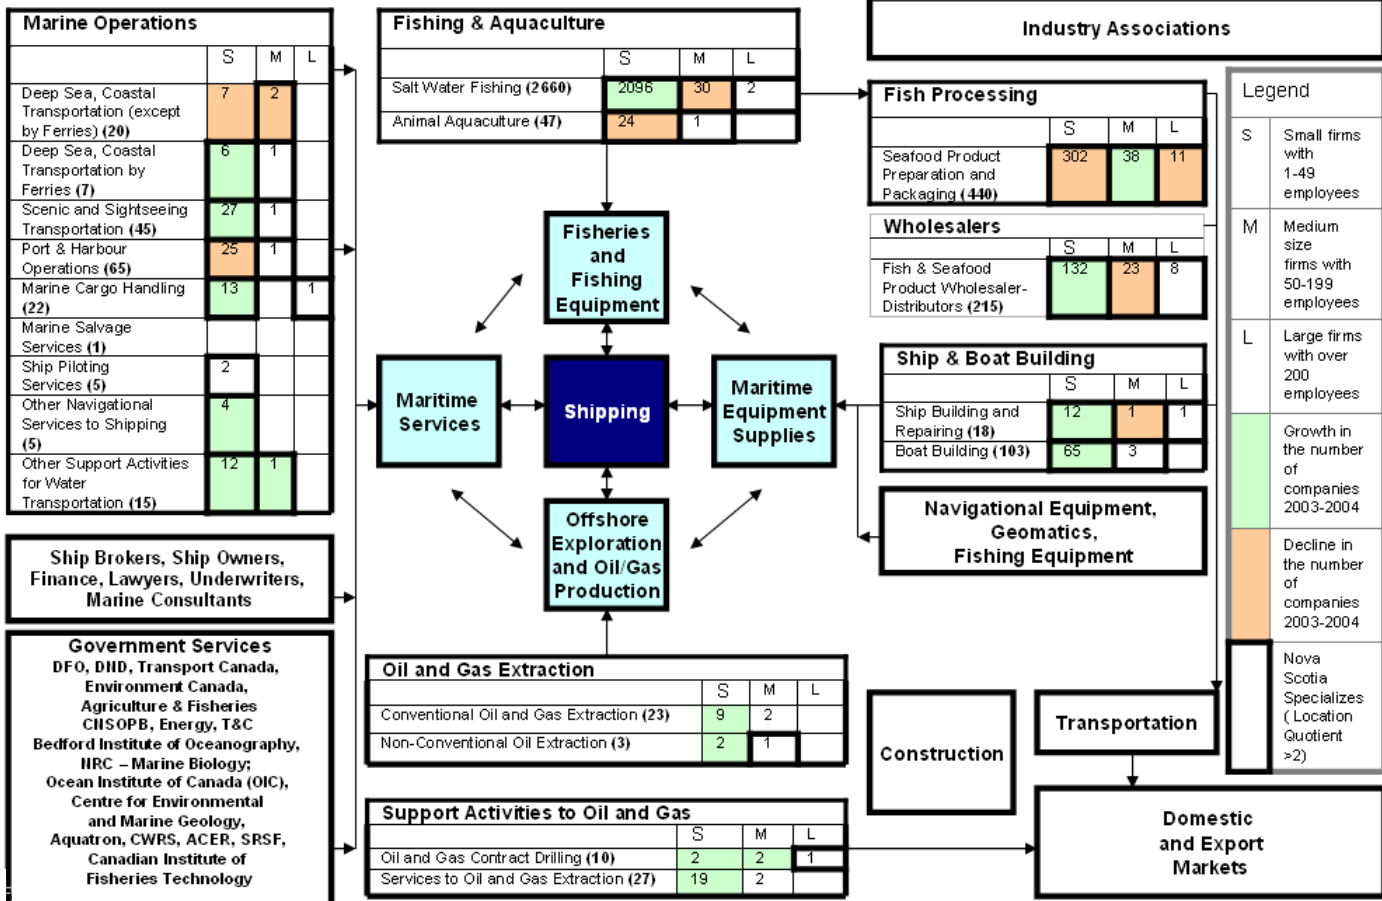 Marine Operations
S M L
Deep Sea, Coastal 7 2
Transportation (except
by Ferries) (20)
Deep Sea, Coastal 6 1
Transportation by
Ferries (7)
Scenic and Sightseeing 27 1
Transportation (45)
Port & Harbour 25 1
Operations (65)
Marine Cargo Handling 13 1
(22)
Marine Salvage
Services (1)
Ship Piloting 2
Services (5)
Other Navigational 4
Services to Shipping
(5)
Other Support Activities 12 1
for Water
Transportation (15)
Ship Brokers, Ship Owners,
Finance, Lawyers, Underwriters,
Marine Consultants
Government Services
DFO, DND, Transport Canada,
Environment Canada,
Agriculture & Fisheries
CNSOPB, Energy, T&C
Bedford Institute of Oceanography,
NRC – Marine Biology;
Ocean Institute of Canada (OIC),
Centre for Environmental
and Marine Geology,
Aquatron, CWRS, ACER, SRSF,
Canadian Institute of
Fisheries Technology
Fishing & Aquaculture
S M L
Salt Water Fishing (2660) 2096 30 2
Animal Aquaculture (47) 24 1
Fisheries
and
Fishing
Equipment
Maritime
Services
Shipping
Maritime
Equipment
Supplies
Offshore
Exploration
and Oil/Gas
Production
Oil and Gas Extraction
S M L
Conventional Oil and Gas Extraction (23) 9 2
Non-Conventional Oil Extraction (3) 2 1
Support Activities to Oil and Gas
S M L
Oil and Gas Contract Drilling (10) 2 2 1
Services to Oil and Gas Extraction (27) 19 2
Industry Associations
Fish Processing
S M L
Seafood Product 302 38 11
Preparation and
Packaging (440)
Wholesalers
S M L
Fish & Seafood 132 23 8
Product Wholesaler-
Distributors (215)
Ship & Boat Building
S M L
Ship Building and 12 1 1
Repairing (18)
Boat Building (103) 65 3
Navigational Equipment,
Geomatics,
Fishing Equipment
Construction
Transportation
Domestic
and Export
Markets
Legend
S Small firms
with
1-49
employees
M Medium
size
firms with
50-199
employees
L Large firms
with over
200
employees
Growth in
the number
of
companies
2003-2004
Decline in
the number
of
companies
2003-2004
Nova
Scotia
Specializes
( Location
Quotient
>2)